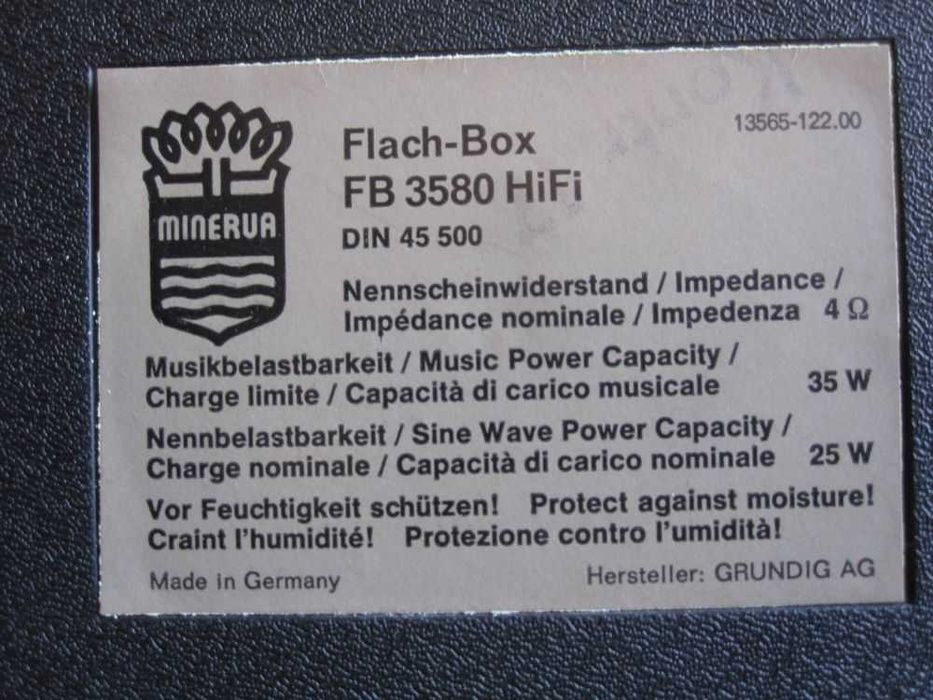 13565-122.00
MINERVA
Flach-Box
FB 3580 HiFi
DIN 45 500
Nennscheinwiderstand / Impedance /
Impédance nominale / Impedenza 4 Ω
Musikbelastbarkeit / Music Power Capacity /
Charge limite / Capacità di carico musicale 35 W
Nennbelastbarkeit / Sine Wave Power Capacity /
Charge nominale / Capacità di carico nominale 25 W
Vor Feuchtigkeit schützen! Protect against moisture!
Craint l'humidité! Protezione contro l'umidità!
Made in Germany Hersteller: GRUNDIG AG